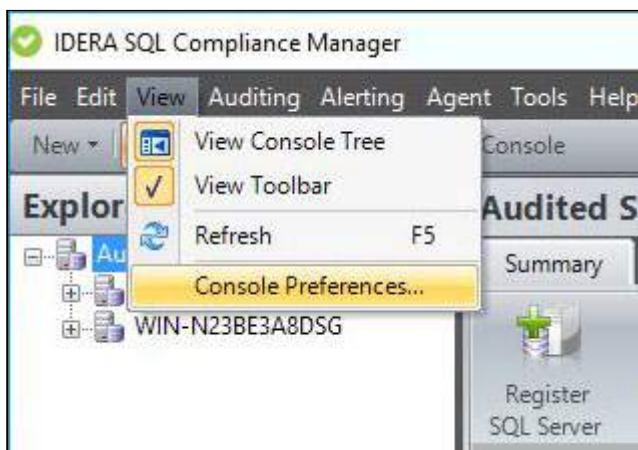 IDERA SQL Compliance Manager
File Edit View Auditing Alerting Agent Tools Help
New
Console
View Console Tree
View Toolbar
Refresh F5
Console Preferences...
Explor
Au
WIN-N23BE3A8DSG
Audited S
Summary
Register
SQL Server